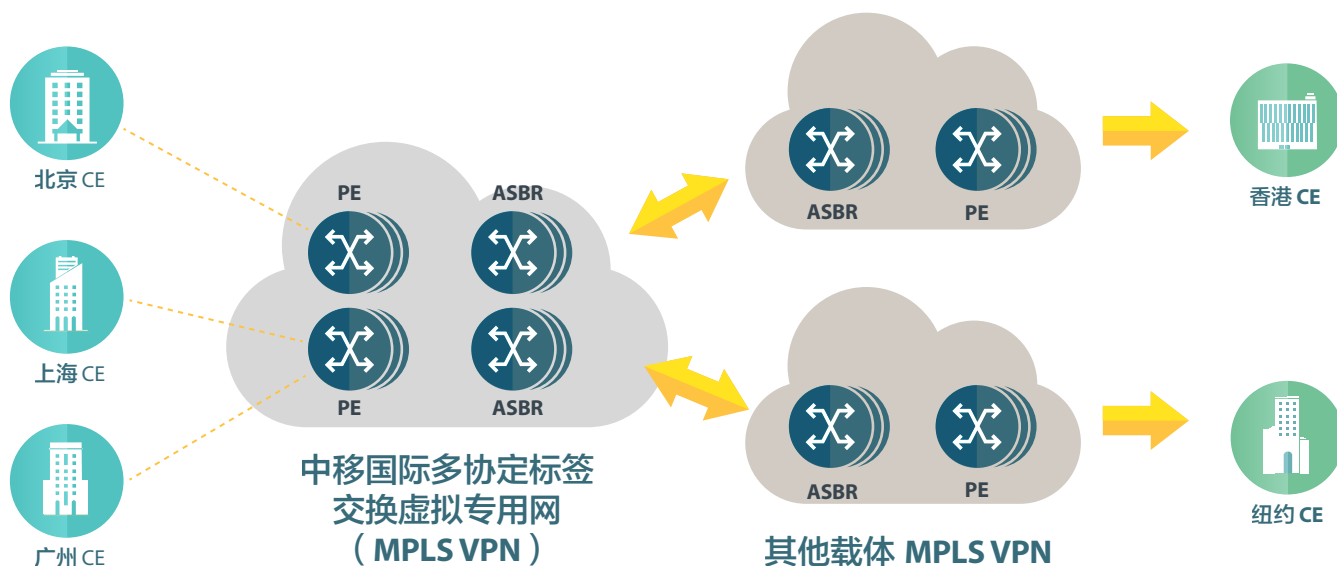 北京 CE
上海 CE
广州 CE
PE
ASBR
PE
ASBR
中移国际多协定标签
交换虚拟专用网
（ MPLS VPN ）
ASBR
PE
ASBR
PE
其他载体 MPLS VPN
香港 CE
纽约 CE